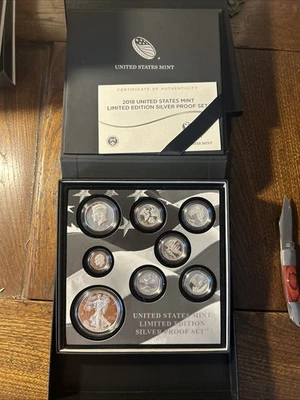 UNITED STATES MINT
CERTIFICATE OF AUTHENTICITY
2018 UNITED STATES MINT
LIMITED EDITION SILVER PROOF SET
MINT
UNITED STATES MINT
LIMITED EDITION
SILVER PROOF SET